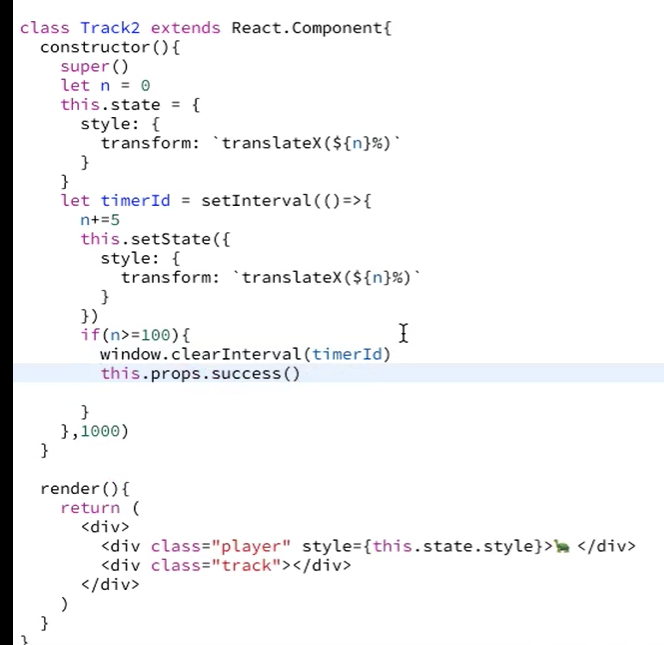 class Track2 extends React.Component{
  constructor(){
    super()
    let n = 0
    this.state = {
      style: {
        transform: `translateX(${n}%)`
      }
    }
    let timerId = setInterval(()=>{
      n+=5
      this.setState({
        style: {
          transform: `translateX(${n}%)`
        }
      })
      if(n>=100){
        window.clearInterval(timerId)
        this.props.success()

      }
    },1000)
  }

  render(){
    return (
      <div>
        <div class="player" style={this.state.style}>🐢 </div>
        <div class="track"></div>
      </div>
    )
  }
}